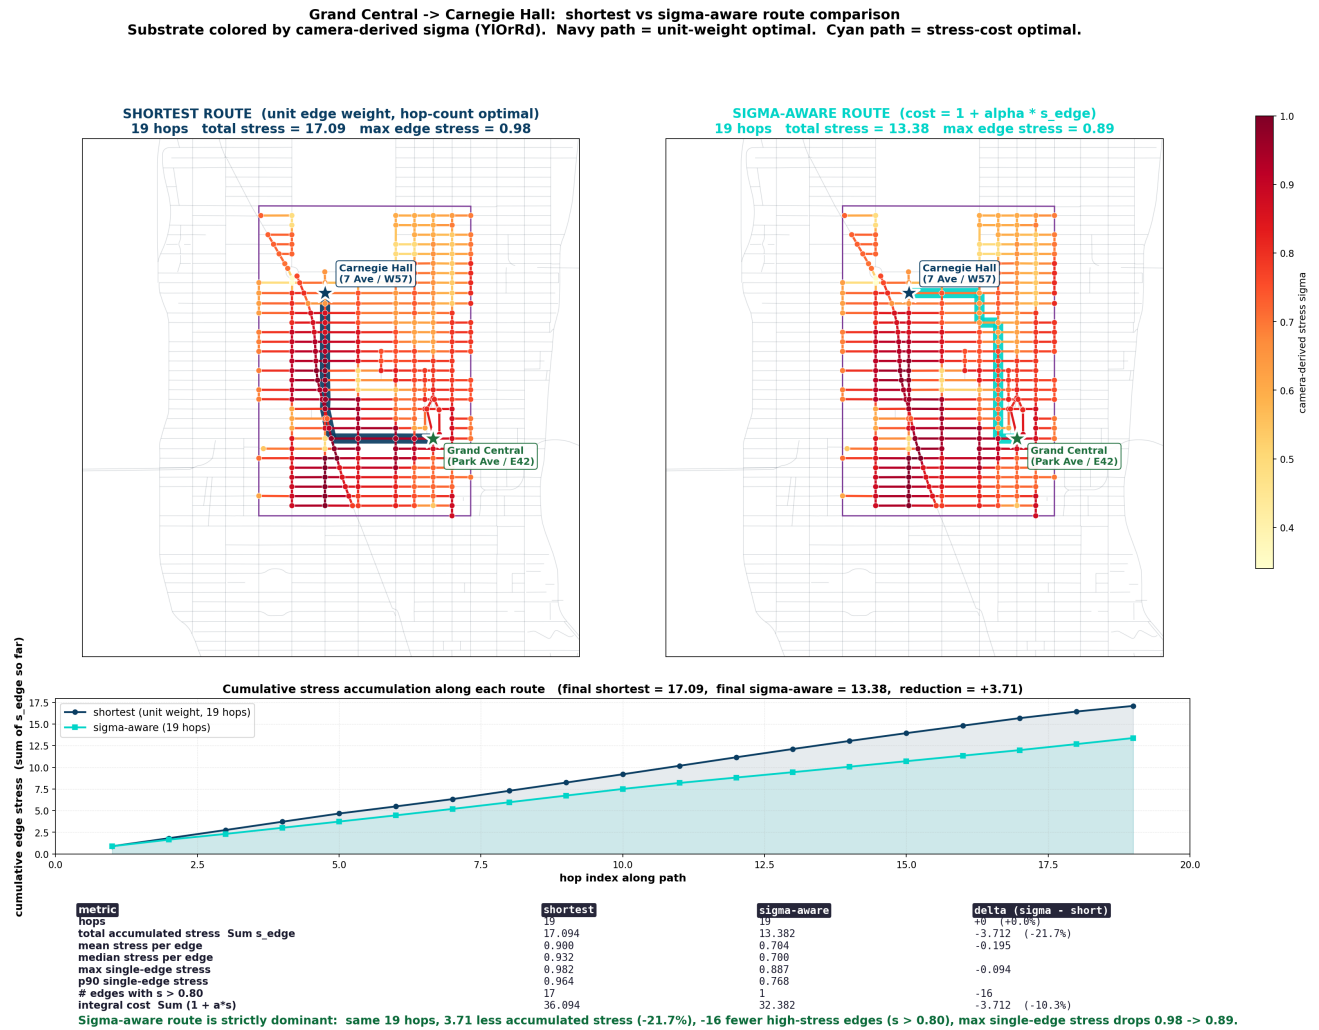 Grand Central -> Carnegie Hall:  shortest vs sigma-aware route comparison
Substrate colored by camera-derived sigma (YlOrRd).  Navy path = unit-weight optimal.  Cyan path = stress-cost optimal.
SHORTEST ROUTE  (unit edge weight, hop-count optimal)
19 hops   total stress = 17.09   max edge stress = 0.98
SIGMA-AWARE ROUTE  (cost = 1 + alpha * s_edge)
19 hops   total stress = 13.38   max edge stress = 0.89
Carnegie Hall
(7 Ave / W57)
Grand Central
(Park Ave / E42)
Carnegie Hall
(7 Ave / W57)
Grand Central
(Park Ave / E42)
1.0
0.9
0.8
0.7
0.6
0.5
0.4
camera-derived stress sigma
Cumulative stress accumulation along each route   (final shortest = 17.09,  final sigma-aware = 13.38,  reduction = +3.71)
cumulative edge stress  (sum of s_edge so far)
17.5
15.0
12.5
10.0
7.5
5.0
2.5
0.0
shortest (unit weight, 19 hops)
sigma-aware (19 hops)
0.0 2.5 5.0 7.5 10.0 12.5 15.0 17.5 20.0
hop index along path
metric shortest sigma-aware delta (sigma - short)
hops 19 19 +0  (+0.0%)
total accumulated stress  Sum s_edge 17.094 13.382 -3.712  (-21.7%)
mean stress per edge 0.900 0.704 -0.195
median stress per edge 0.932 0.700
max single-edge stress 0.982 0.887 -0.094
p90 single-edge stress 0.964 0.768
# edges with s > 0.80 17 1 -16
integral cost  Sum (1 + a*s) 36.094 32.382 -3.712  (-10.3%)
Sigma-aware route is strictly dominant:  same 19 hops, 3.71 less accumulated stress (-21.7%), -16 fewer high-stress edges (s > 0.80), max single-edge stress drops 0.98 -> 0.89.